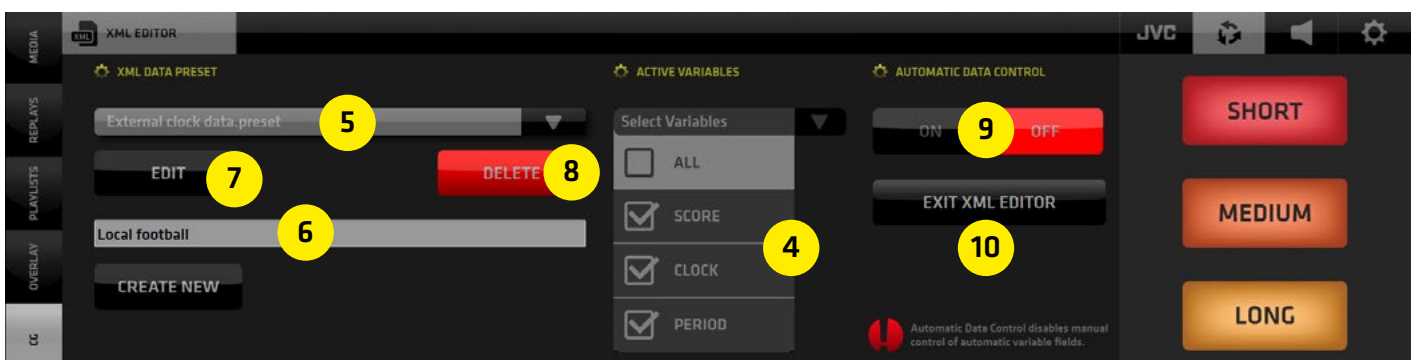 MEDIA
REPLAYS
PLAYLISTS
OVERLAY
CG
XML
XML EDITOR
JVC
XML DATA PRESET
ACTIVE VARIABLES
AUTOMATIC DATA CONTROL
External clock data.preset
5
Select Variables
ON
9
OFF
SHORT
EDIT
7
DELETE
8
ALL
EXIT XML EDITOR
10
Local football
6
SCORE
4
MEDIUM
CREATE NEW
CLOCK
PERIOD
Automatic Data Control disables manual
control of automatic variable fields.
LONG